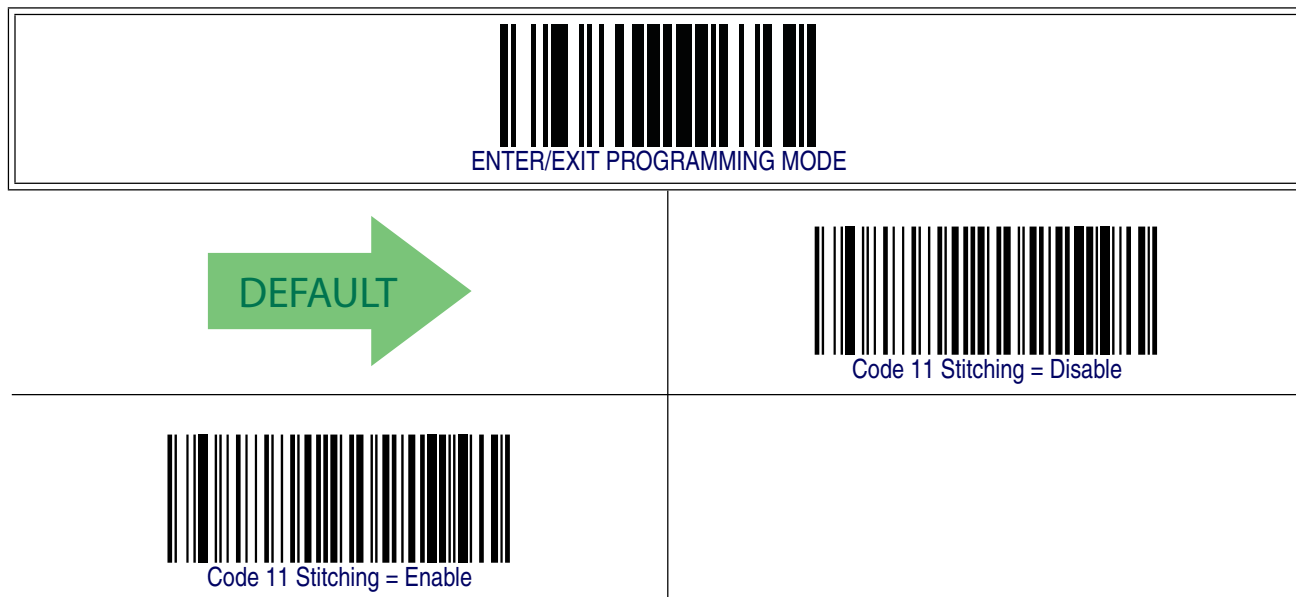 ENTER/EXIT PROGRAMMING MODE
DEFAULT
Code 11 Stitching = Disable
Code 11 Stitching = Enable